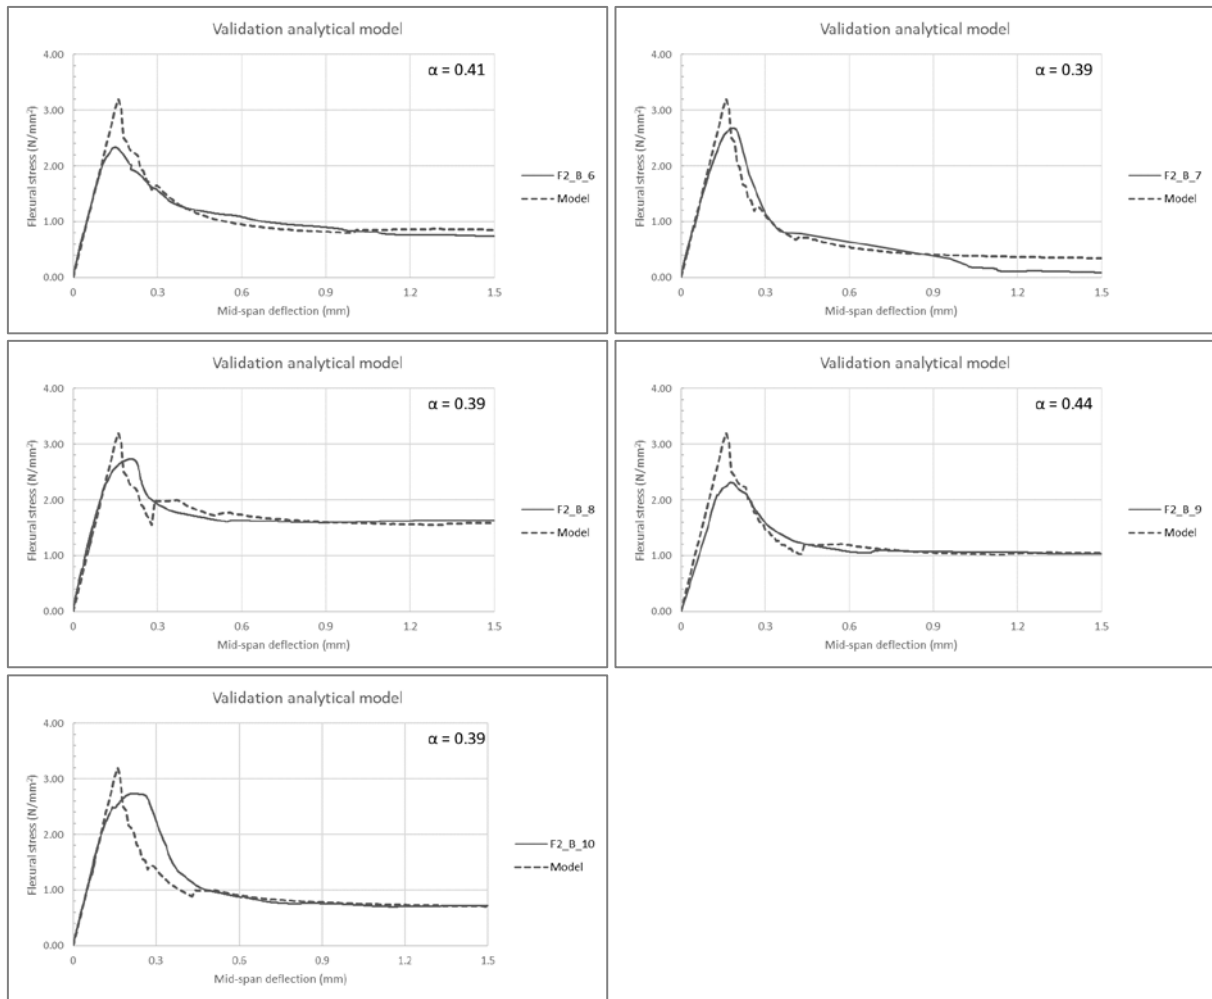 Validation analytical model
α = 0.41
4.00
3.00
2.00
1.00
0.00
Flexural stress (N/mm²)
0 0.3 0.6 0.9 1.2 1.5
Mid-span deflection (mm)
F2_B_6
Model
Validation analytical model
α = 0.39
4.00
3.00
2.00
1.00
0.00
Flexural stress (N/mm²)
0 0.3 0.6 0.9 1.2 1.5
Mid-span deflection (mm)
F2_B_7
Model
Validation analytical model
α = 0.39
4.00
3.00
2.00
1.00
0.00
Flexural stress (N/mm²)
0 0.3 0.6 0.9 1.2 1.5
Mid-span deflection (mm)
F2_B_8
Model
Validation analytical model
α = 0.44
4.00
3.00
2.00
1.00
0.00
Flexural stress (N/mm²)
0 0.3 0.6 0.9 1.2 1.5
Mid-span deflection (mm)
F2_B_9
Model
Validation analytical model
α = 0.39
4.00
3.00
2.00
1.00
0.00
Flexural stress (N/mm²)
0 0.3 0.6 0.9 1.2 1.5
Mid-span deflection (mm)
F2_B_10
Model